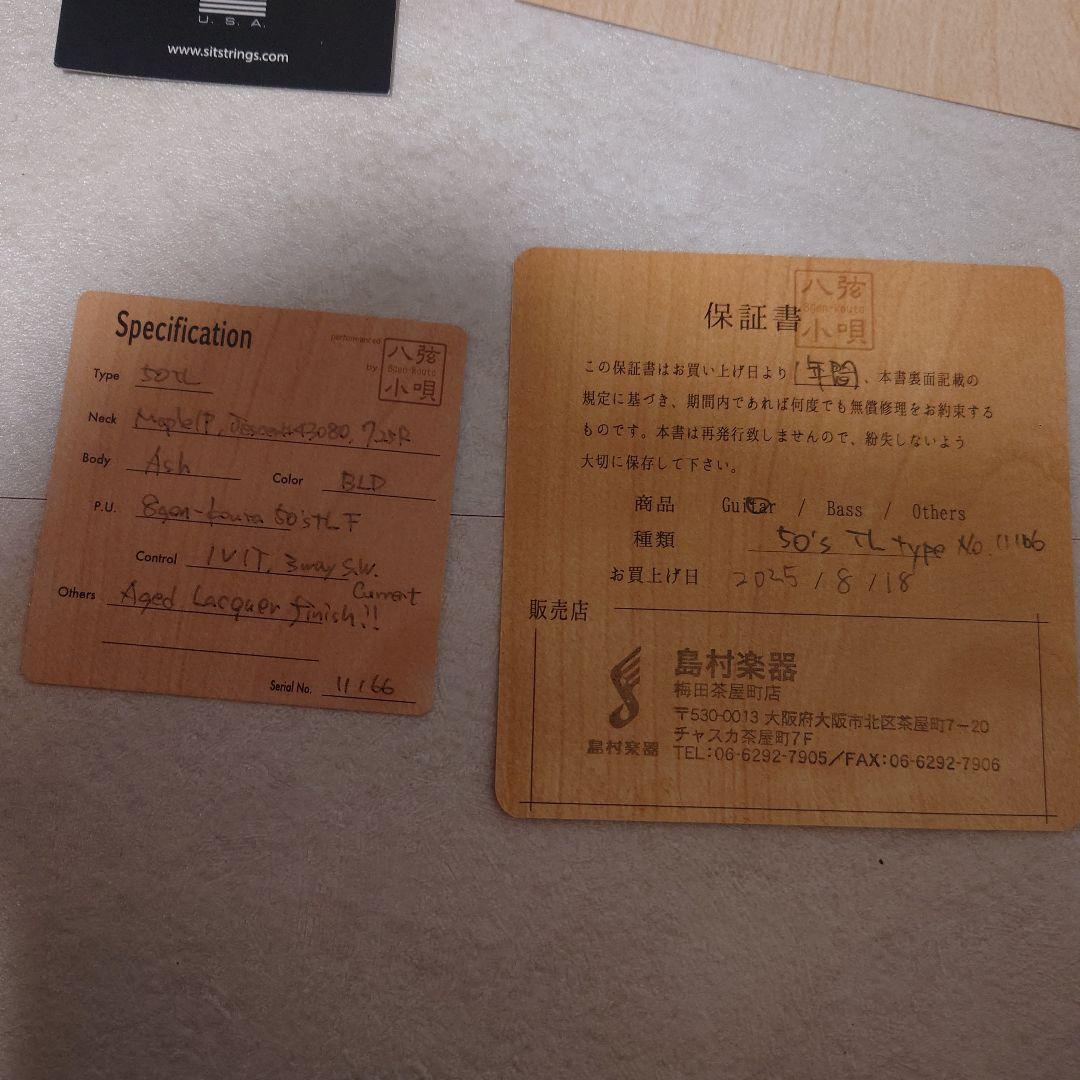 U. S. A.
www.sitstrings.com
Specification
performanced by
八弦
8gen-kouta
小唄
Type 50TL
Neck Maple1P, Jescar43080, 7.25R
Body Ash Color BLD
P.U. 8gen-kouta 50'sTL F
Control 1V1T, 3way S.W.
Current
Others Aged Lacquer finish!!
Serial No. 11166
保証書
八弦
8gen-kouta
小唄
この保証書はお買い上げ日より1年間、本書裏面記載の
規定に基づき、期間内であれば何度でも無償修理をお約束する
ものです。本書は再発行致しませんので、紛失しないよう
大切に保存して下さい。
商品 Guitar / Bass / Others
種類 50's TL type No.11166
お買上げ日 2025/8/18
販売店
島村楽器
島村楽器
梅田茶屋町店
〒530-0013 大阪府大阪市北区茶屋町7-20
チャスカ茶屋町7F
TEL:06-6292-7905/FAX:06-6292-7906